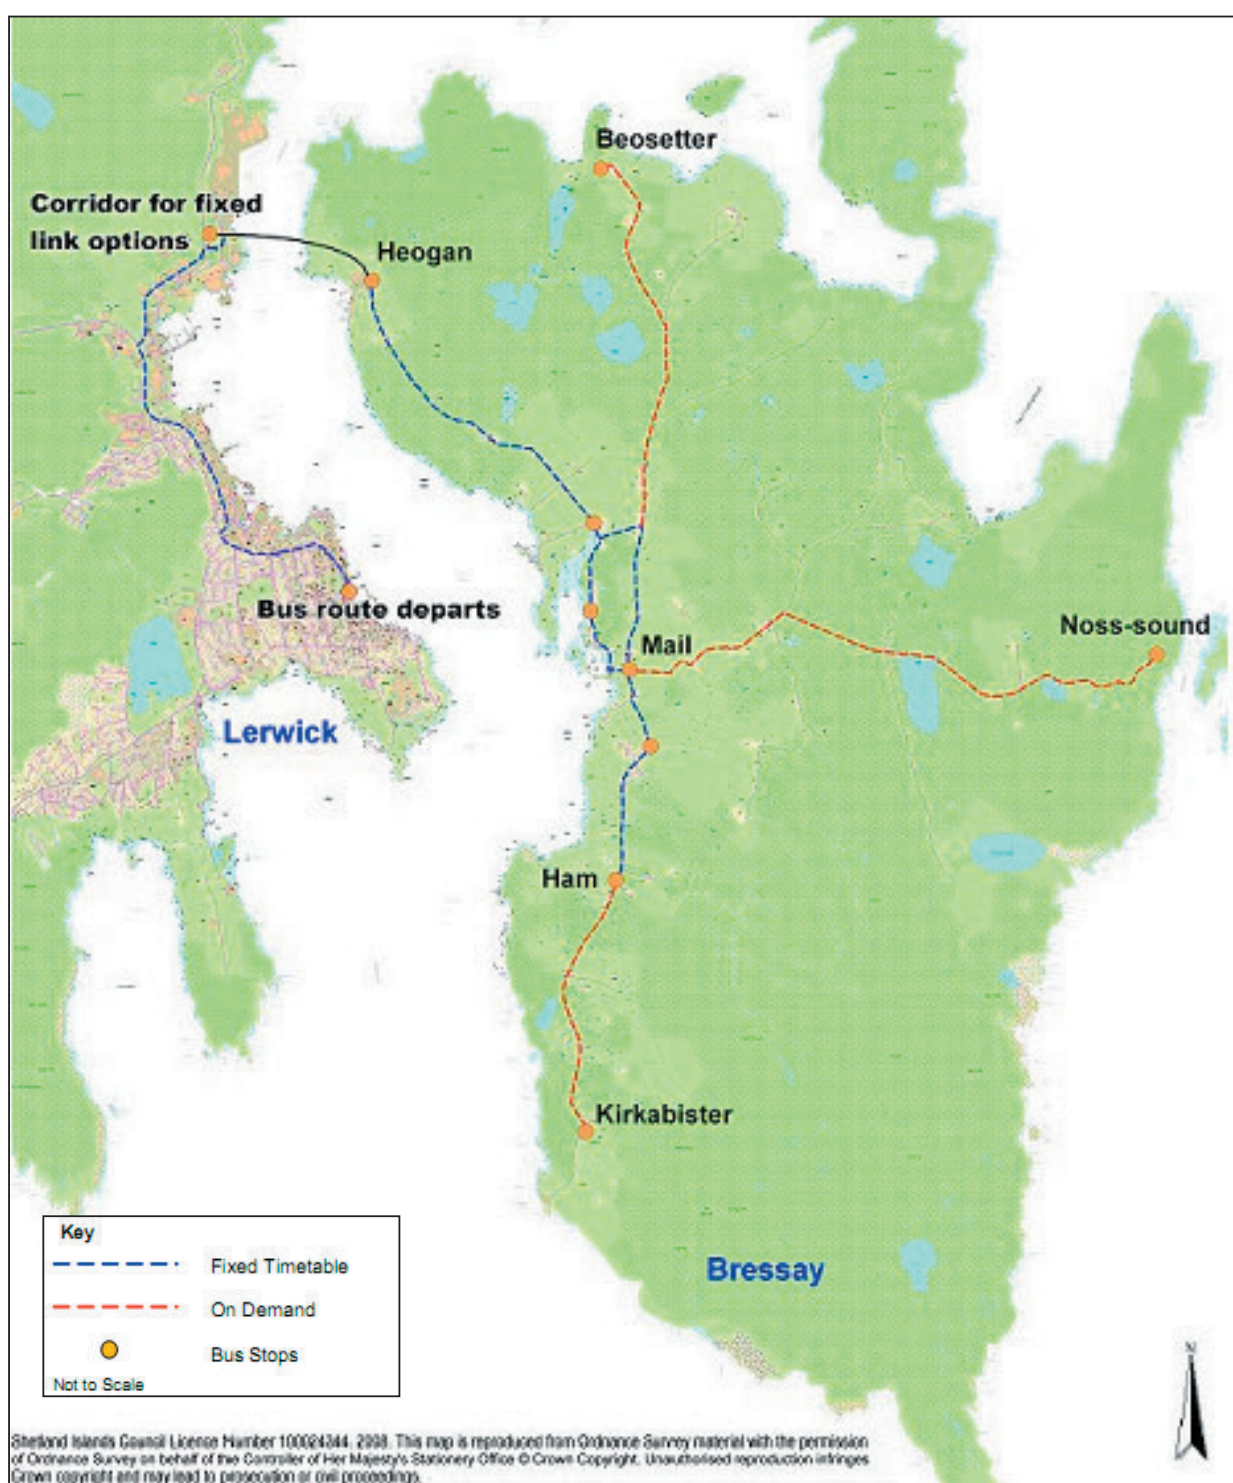 Beosetter
Corridor for fixed
link options
Heogan
Bus route departs
Mail
Noss-sound
Lerwick
Ham
Kirkabister
Bressay
Key
Fixed Timetable
On Demand
Bus Stops
Not to Scale
N
Shetland Islands Council Licence Number 100024344, 2008. This map is reproduced from Ordnance Survey material with the permission
of Ordnance Survey on behalf of the Controller of Her Majesty's Stationery Office © Crown Copyright. Unauthorised reproduction infringes
Crown copyright and may lead to prosecution or civil proceedings.